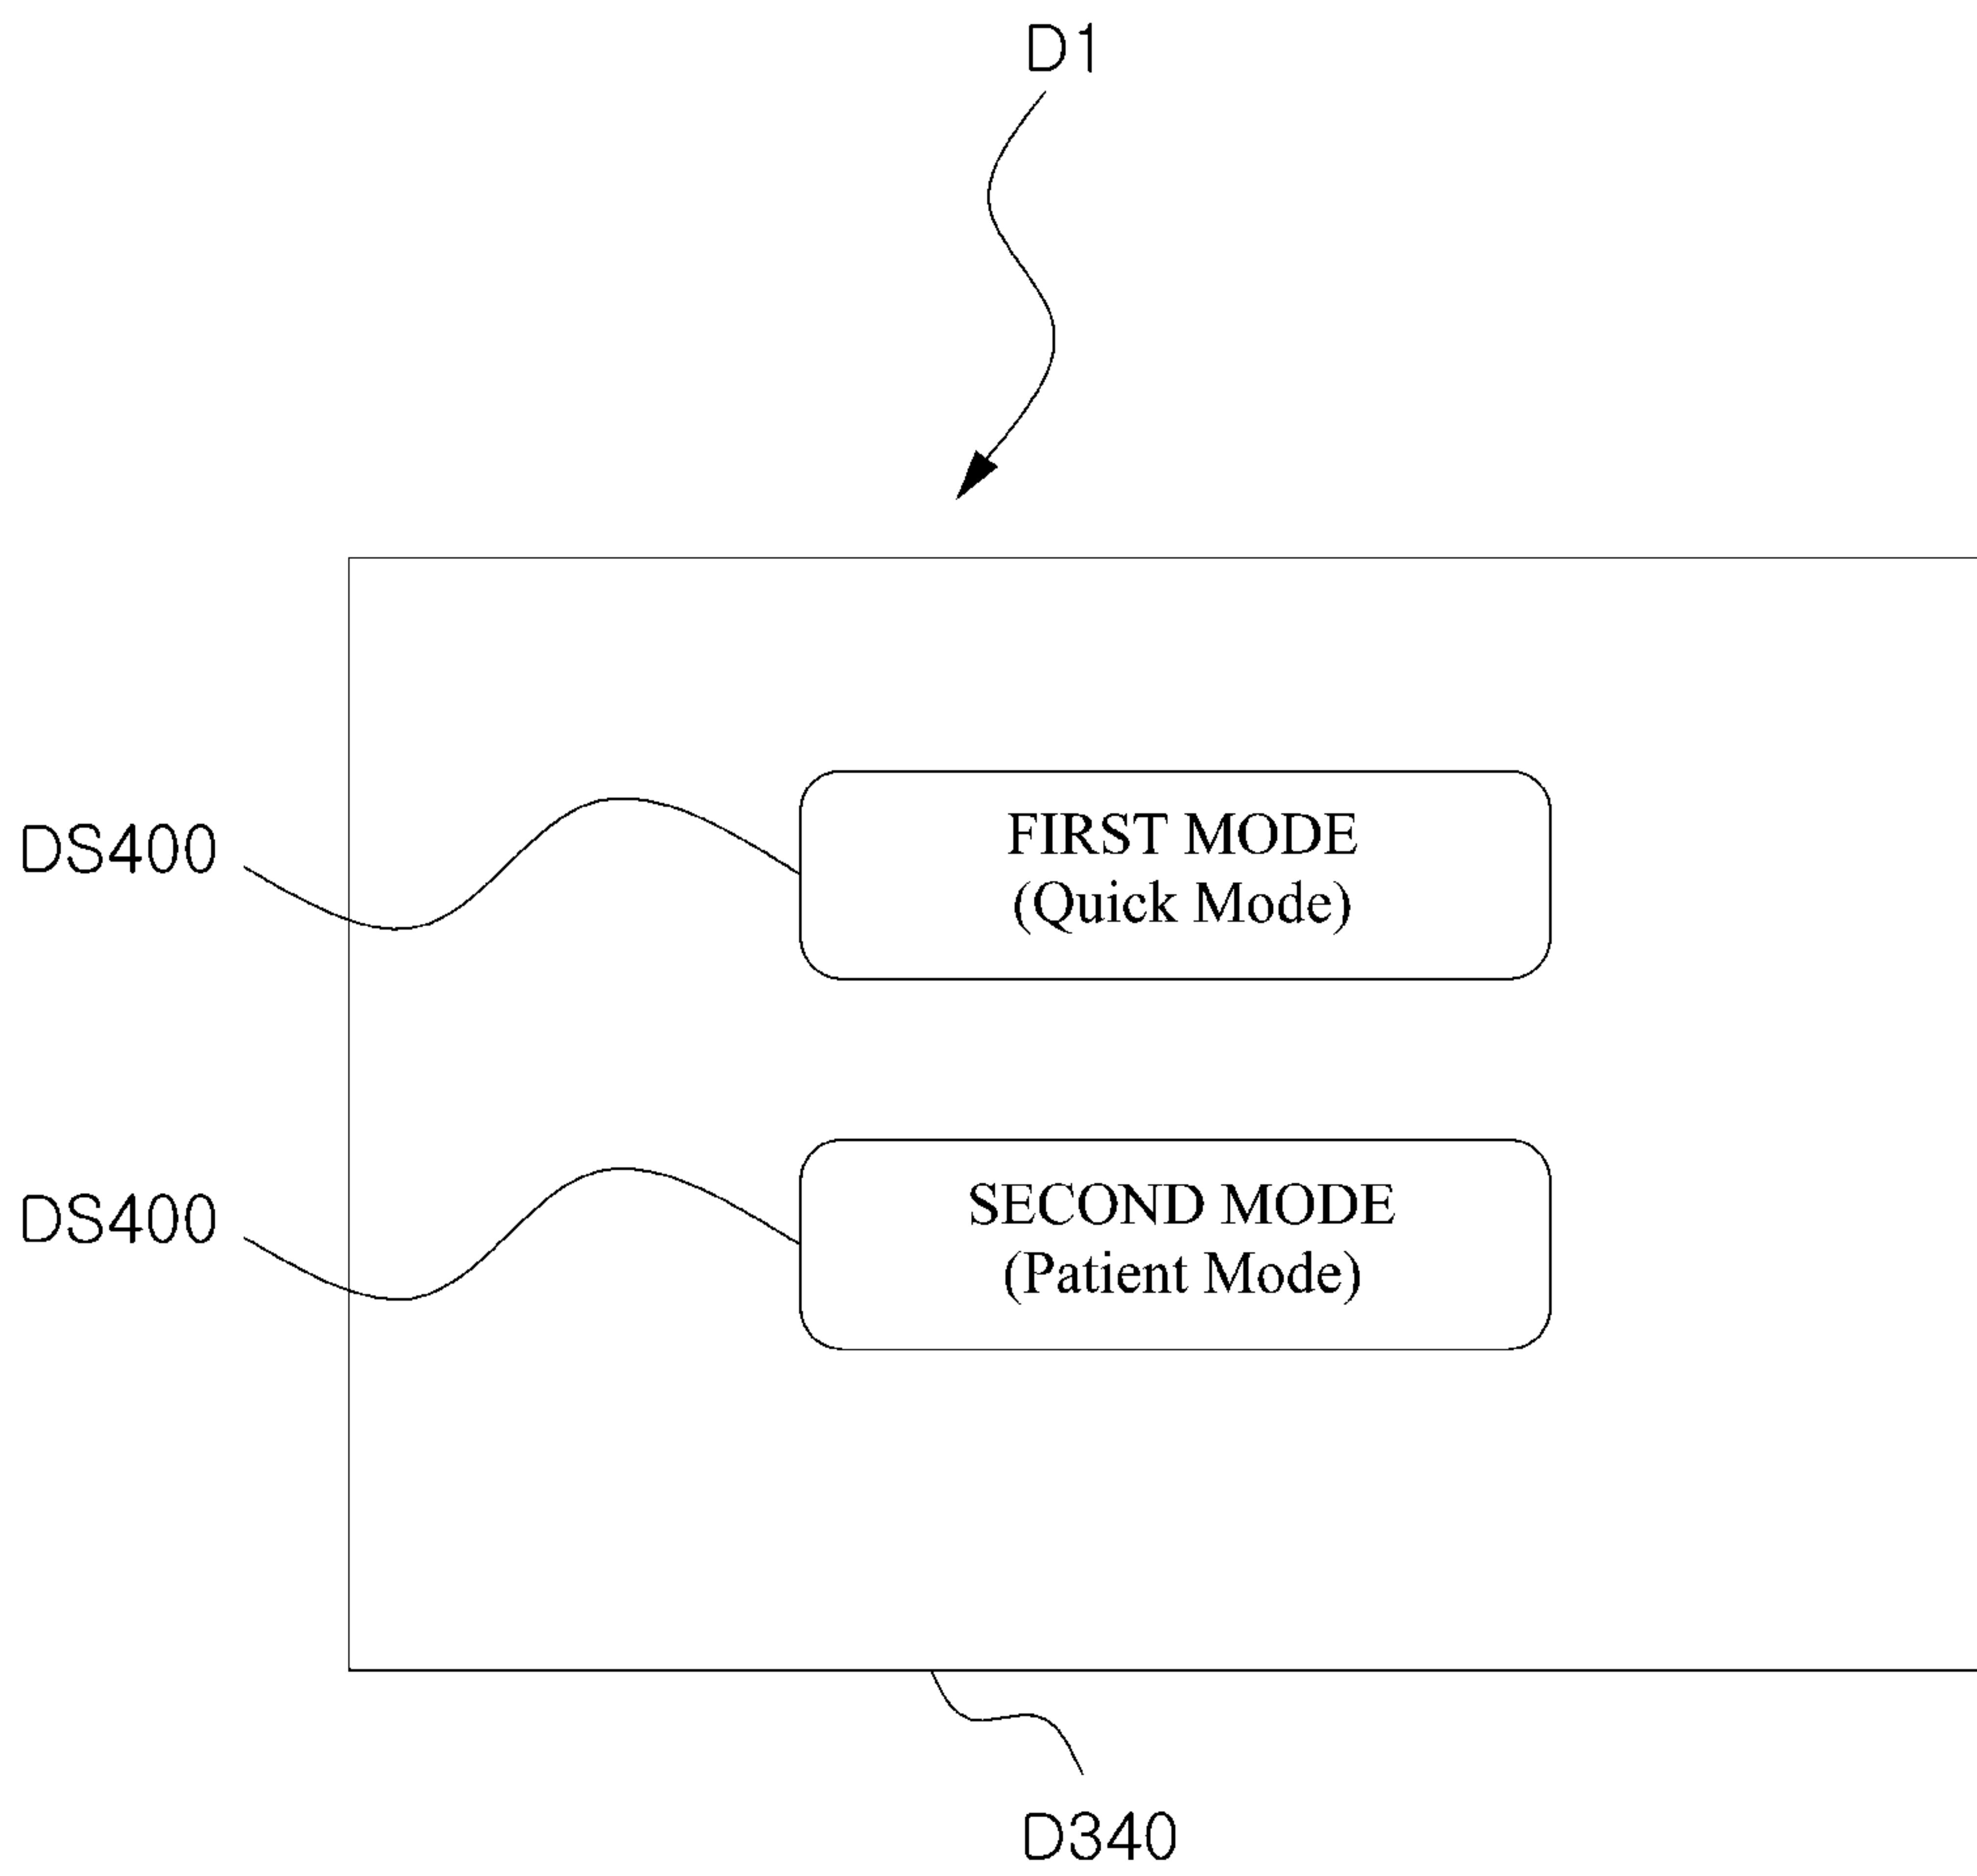 D1
DS400
FIRST MODE
(Quick Mode)
DS400
SECOND MODE
(Patient Mode)
D340